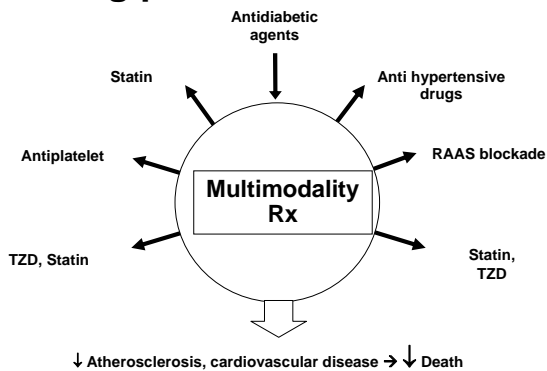 Antidiabetic
agents
Statin
Anti hypertensive
drugs
Antiplatelet
RAAS blockade
Multimodality
Rx
TZD, Statin
Statin,
TZD
↓ Atherosclerosis, cardiovascular disease → ↓ Death